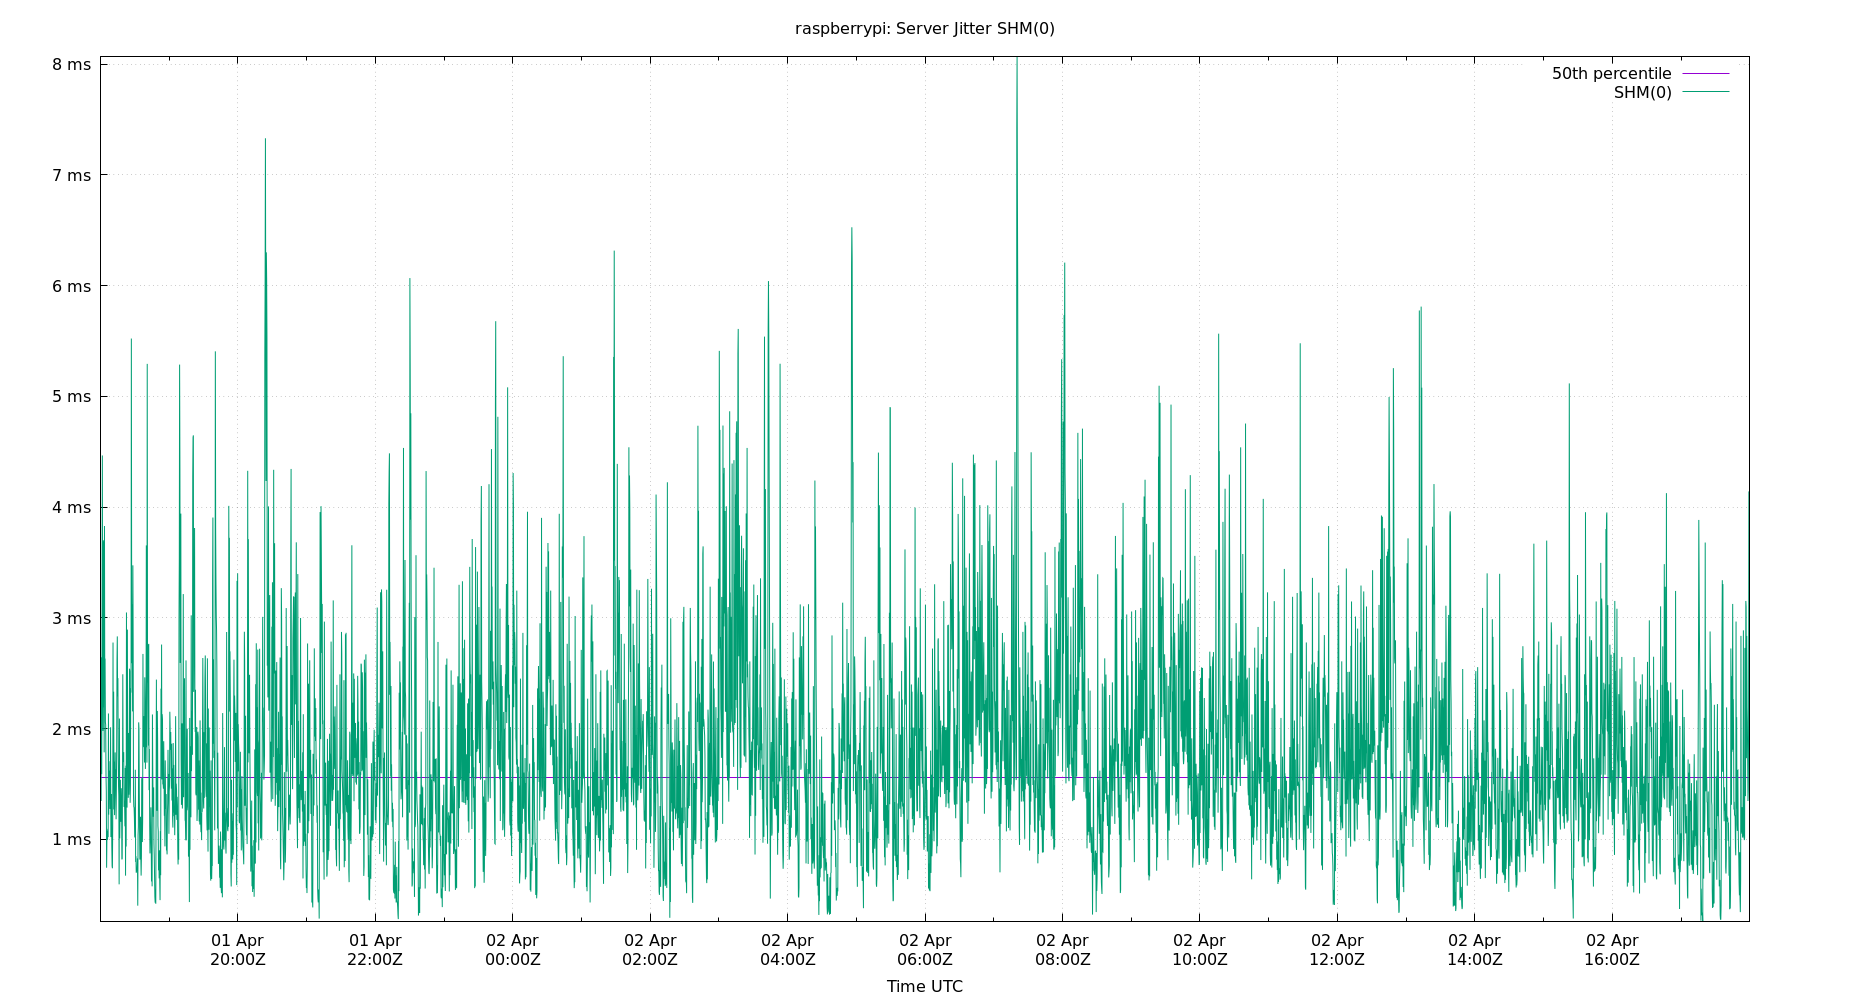 raspberrypi: Server Jitter SHM(0)
8 ms
50th percentile
SHM(0)
7 ms
6 ms
5 ms
4 ms
3 ms
2 ms
1 ms
01 Apr 01 Apr 02 Apr 02 Apr 02 Apr 02 Apr 02 Apr 02 Apr 02 Apr 02 Apr 02 Apr
20:00Z 22:00Z 00:00Z 02:00Z 04:00Z 06:00Z 08:00Z 10:00Z 12:00Z 14:00Z 16:00Z
Time UTC